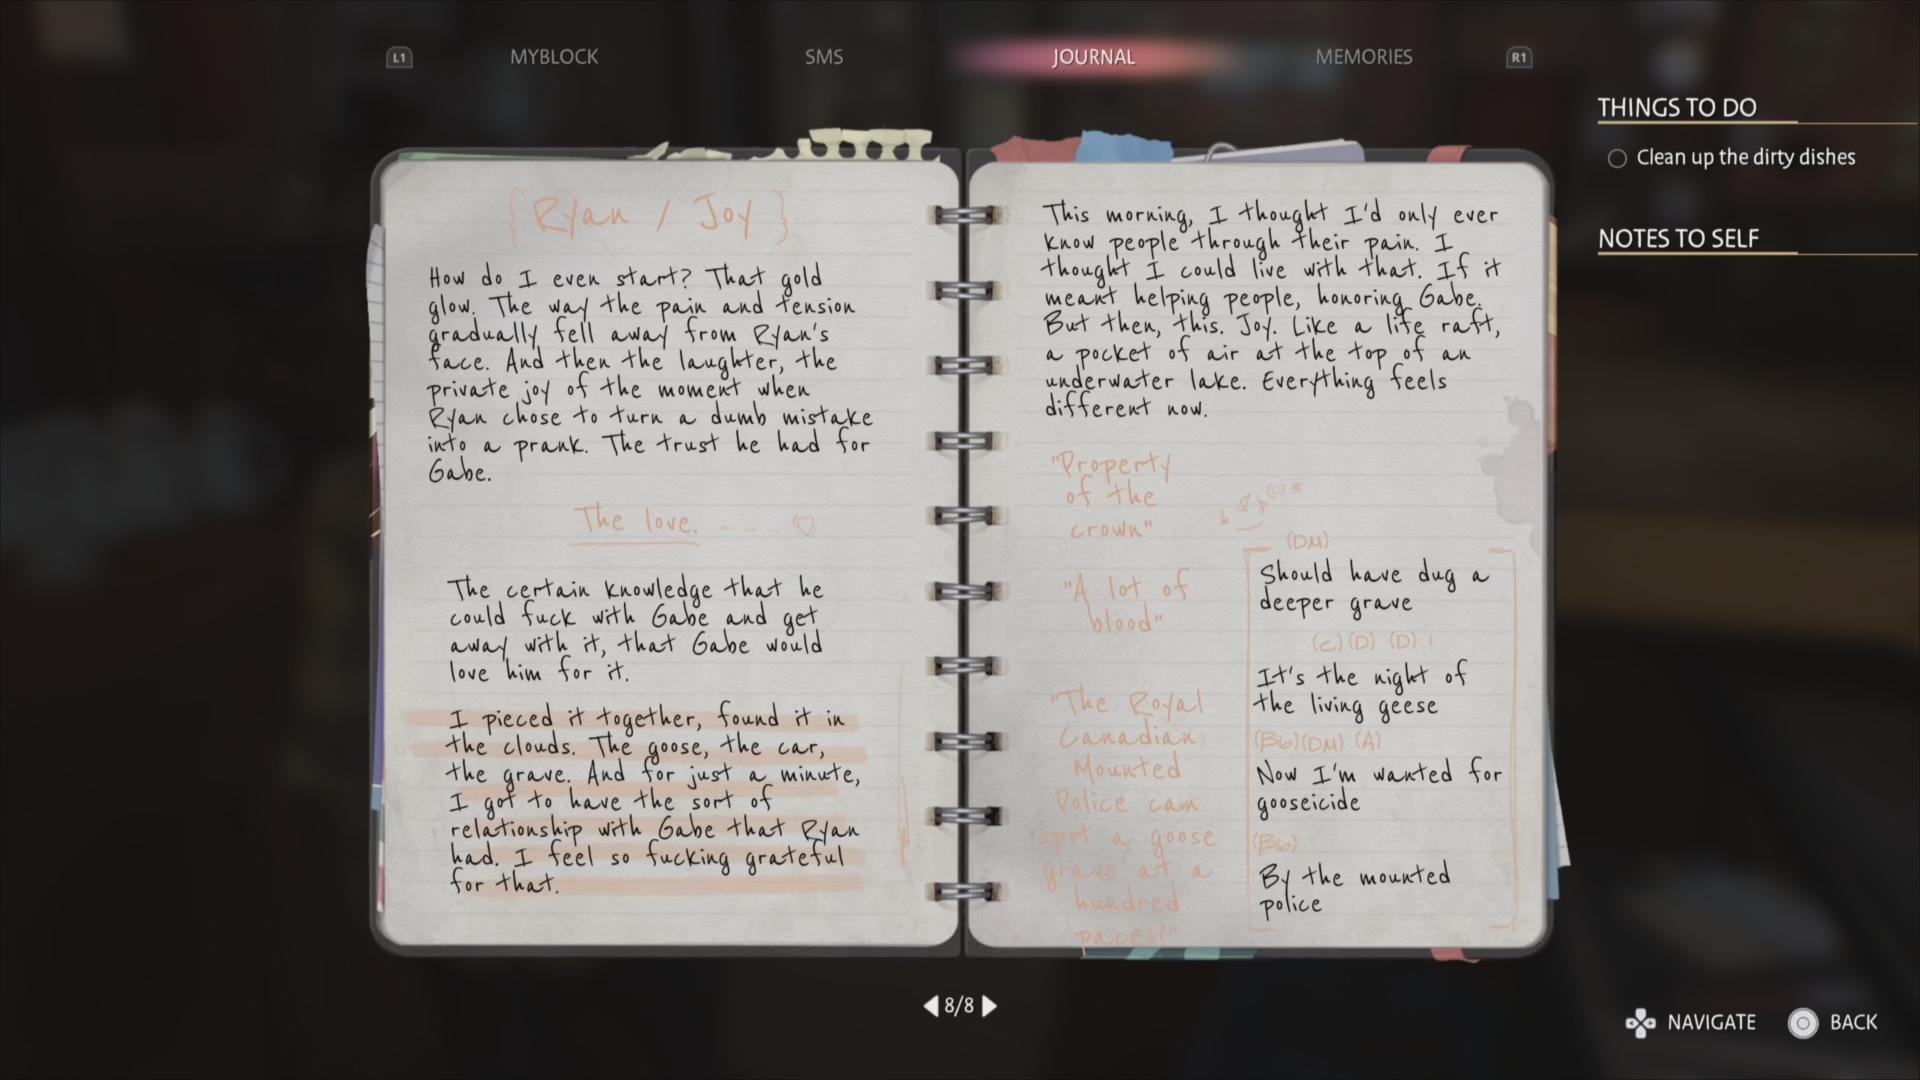 L1
MYBLOCK
SMS
JOURNAL
MEMORIES
R1
THINGS TO DO
Clean up the dirty dishes
NOTES TO SELF
{Ryan / Joy}
How do I even start? That gold
glow. The way the pain and tension
gradually fell away from Ryan's
face. And then the laughter, the
private joy of the moment when
Ryan chose to turn a dumb mistake
into a prank. The trust he had for
Gabe.
The love.
The certain knowledge that he
could fuck with Gabe and get
away with it, that Gabe would
love him for it.
I pieced it together, found it in
the clouds. The goose, the car,
the grave. And for just a minute,
I got to have the sort of
relationship with Gabe that Ryan
had. I feel so fucking grateful
for that.
This morning, I thought I'd only ever
know people through their pain. I
thought I could live with that. If it
meant helping people, honoring Gabe.
But then, this. Joy. Like a life raft,
a pocket of air at the top of an
underwater lake. Everything feels
different now.
"Property
of the
crown"
"A lot of
blood"
"The Royal
Canadian
Mounted
Police can
spot a goose
grave at a
hundred
paces!"
(DM)
Should have dug a
deeper grave
(C) (D) (D)
It's the night of
the living geese
(Bb) (DM) (A)
Now I'm wanted for
gooseicide
(Bb)
By the mounted
police
8/8
NAVIGATE
BACK